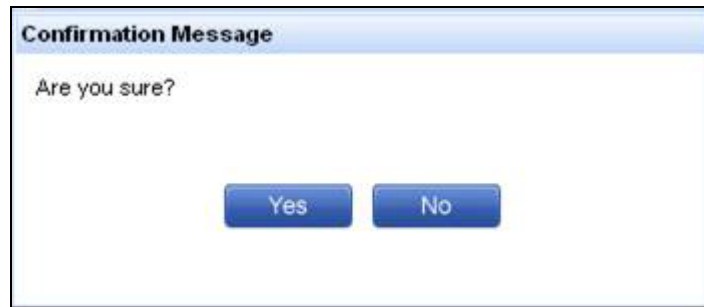 Confirmation Message
Are you sure?
Yes No